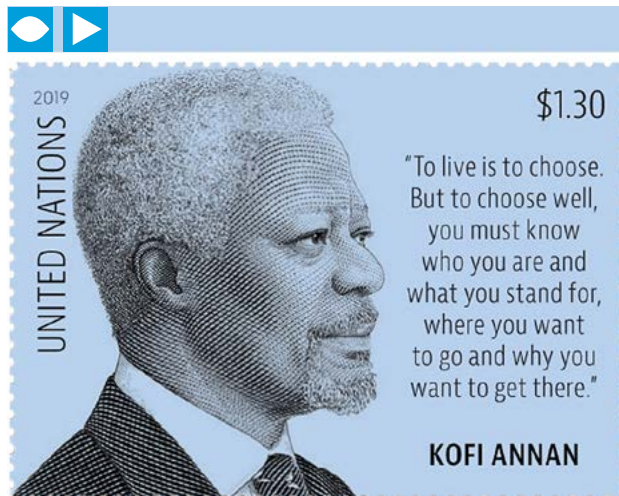 2019
UNITED NATIONS
$1.30
"To live is to choose.
But to choose well,
you must know
who you are and
what you stand for,
where you want
to go and why you
want to get there."
KOFI ANNAN